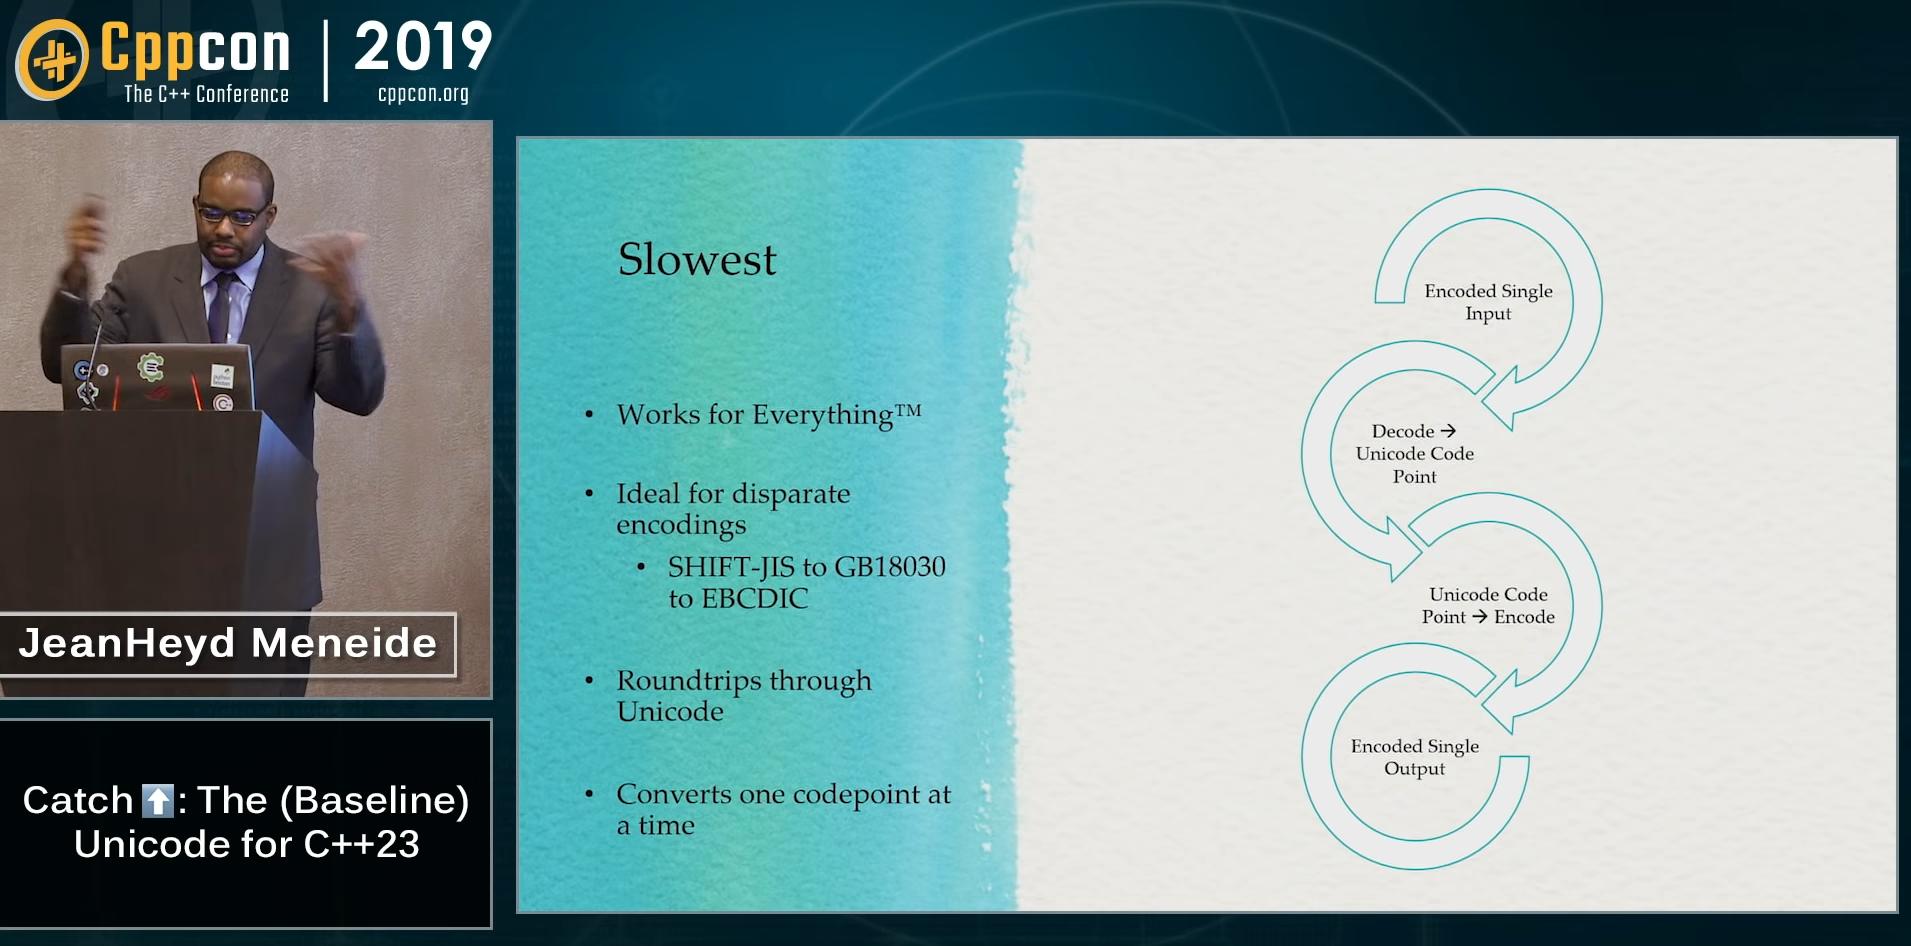 Cppcon
The C++ Conference
2019
cppcon.org
JeanHeyd Meneide
Catch ⬆️: The (Baseline)
Unicode for C++23
Slowest
• Works for Everything™
• Ideal for disparate
encodings
• SHIFT-JIS to GB18030
to EBCDIC
• Roundtrips through
Unicode
• Converts one codepoint at
a time
Encoded Single
Input
Decode →
Unicode Code
Point
Unicode Code
Point → Encode
Encoded Single
Output